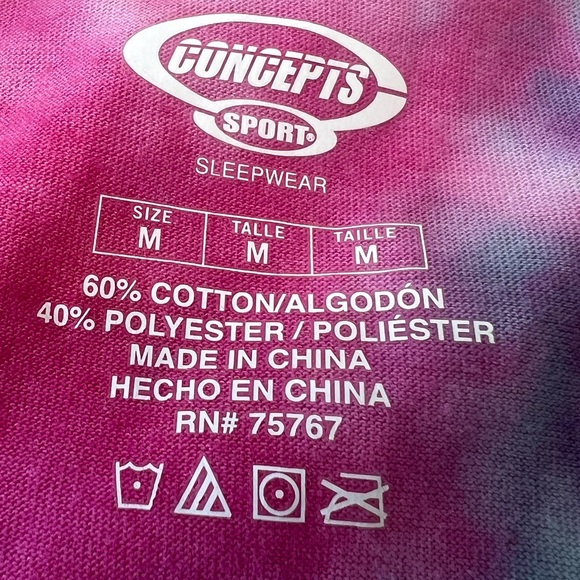 CONCEPTS
SPORT®
SLEEPWEAR
SIZE TALLE TAILLE
M M M
60% COTTON/ALGODÓN
40% POLYESTER / POLIÉSTER
MADE IN CHINA
HECHO EN CHINA
RN# 75767